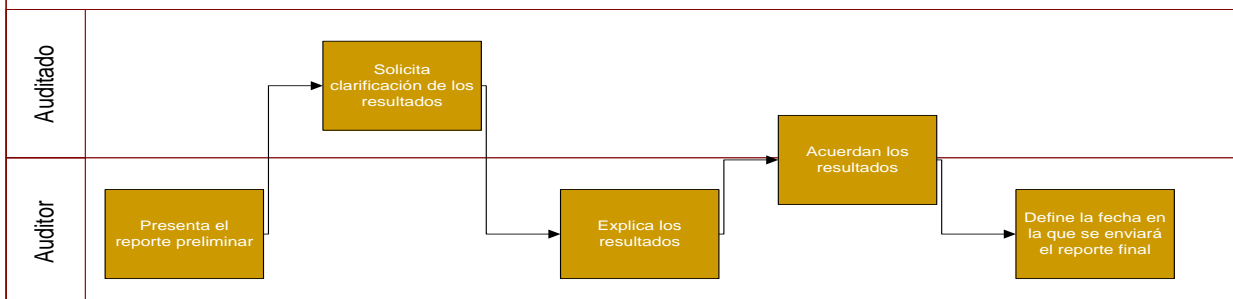 Auditado
Solicita
clarificación de los
resultados
Acuerdan los
resultados
Auditor
Presenta el
reporte preliminar
Explica los
resultados
Define la fecha en
la que se enviará
el reporte final